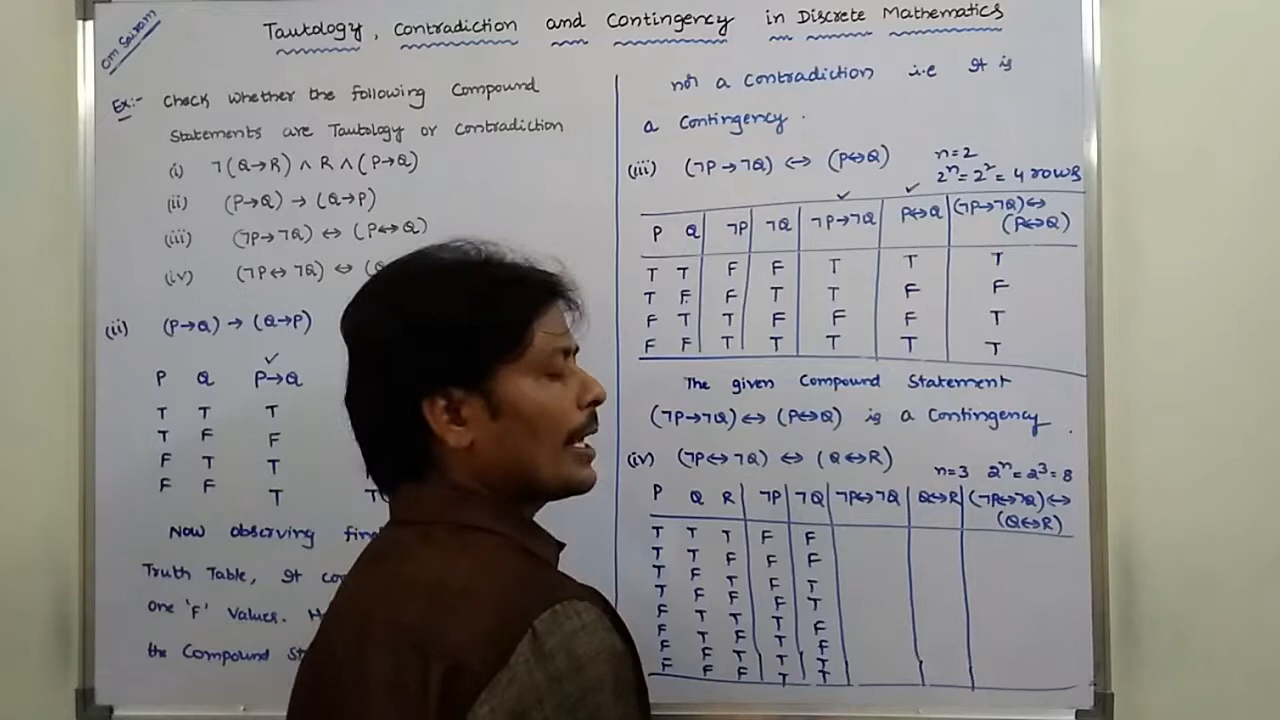 Om Sairam
Tautology, Contradiction and Contingency in Discrete Mathematics
Ex:- Check whether the following Compound
Statements are Tautology or contradiction
(i) ¬(Q→R) ∧ R ∧ (P→Q)
(ii) (P→Q) → (Q→P)
(iii) (¬P→¬Q) ↔ (P↔Q)
(iv) (¬P↔¬Q) ↔ (
(ii) (P→Q) → (Q→P)
✓
P Q P→Q
T T T
T F F
F T T
F F T T
Now observing
Truth Table, It
one 'F' Values.
the Compound
not a contradiction i.e It is
a Contingency.
(iii) (¬P→¬Q) ↔ (P↔Q) n=2
2ⁿ=2²= 4 rows
✓ ✓
P Q ¬P ¬Q ¬P→¬Q P↔Q (¬P→¬Q)↔
(P↔Q)
T T F F T T T
T F F T T F F
F T T F F F T
F F T T T T T
The given Compound Statement
(¬P→¬Q)↔(P↔Q) is a Contingency.
(iv) (¬P↔¬Q) ↔ (Q↔R) n=3 2ⁿ=2³=8
P Q R ¬P ¬Q ¬P↔¬Q Q↔R (¬P↔¬Q)↔
(Q↔R)
T T T F F
T T F F F
T F T F T
T F F F T
F T T T F
F T F T F
F F T T T
F F F T T